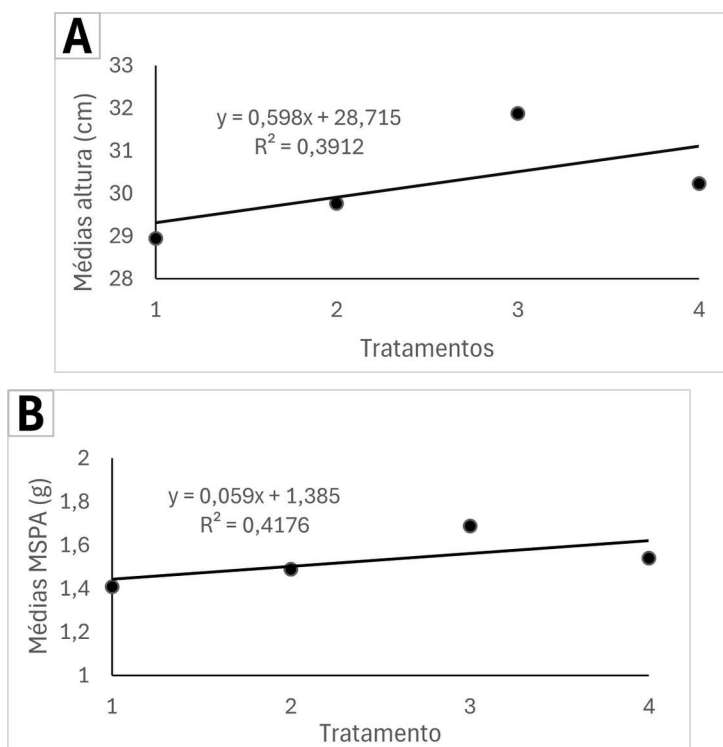 A
33
32
31
30
29
28
Médias altura (cm)
y = 0,598x + 28,715
R² = 0,3912
1 2 3 4
Tratamentos
B
2
1,8
1,6
1,4
1,2
1
Médias MSPA (g)
y = 0,059x + 1,385
R² = 0,4176
1 2 3 4
Tratamento